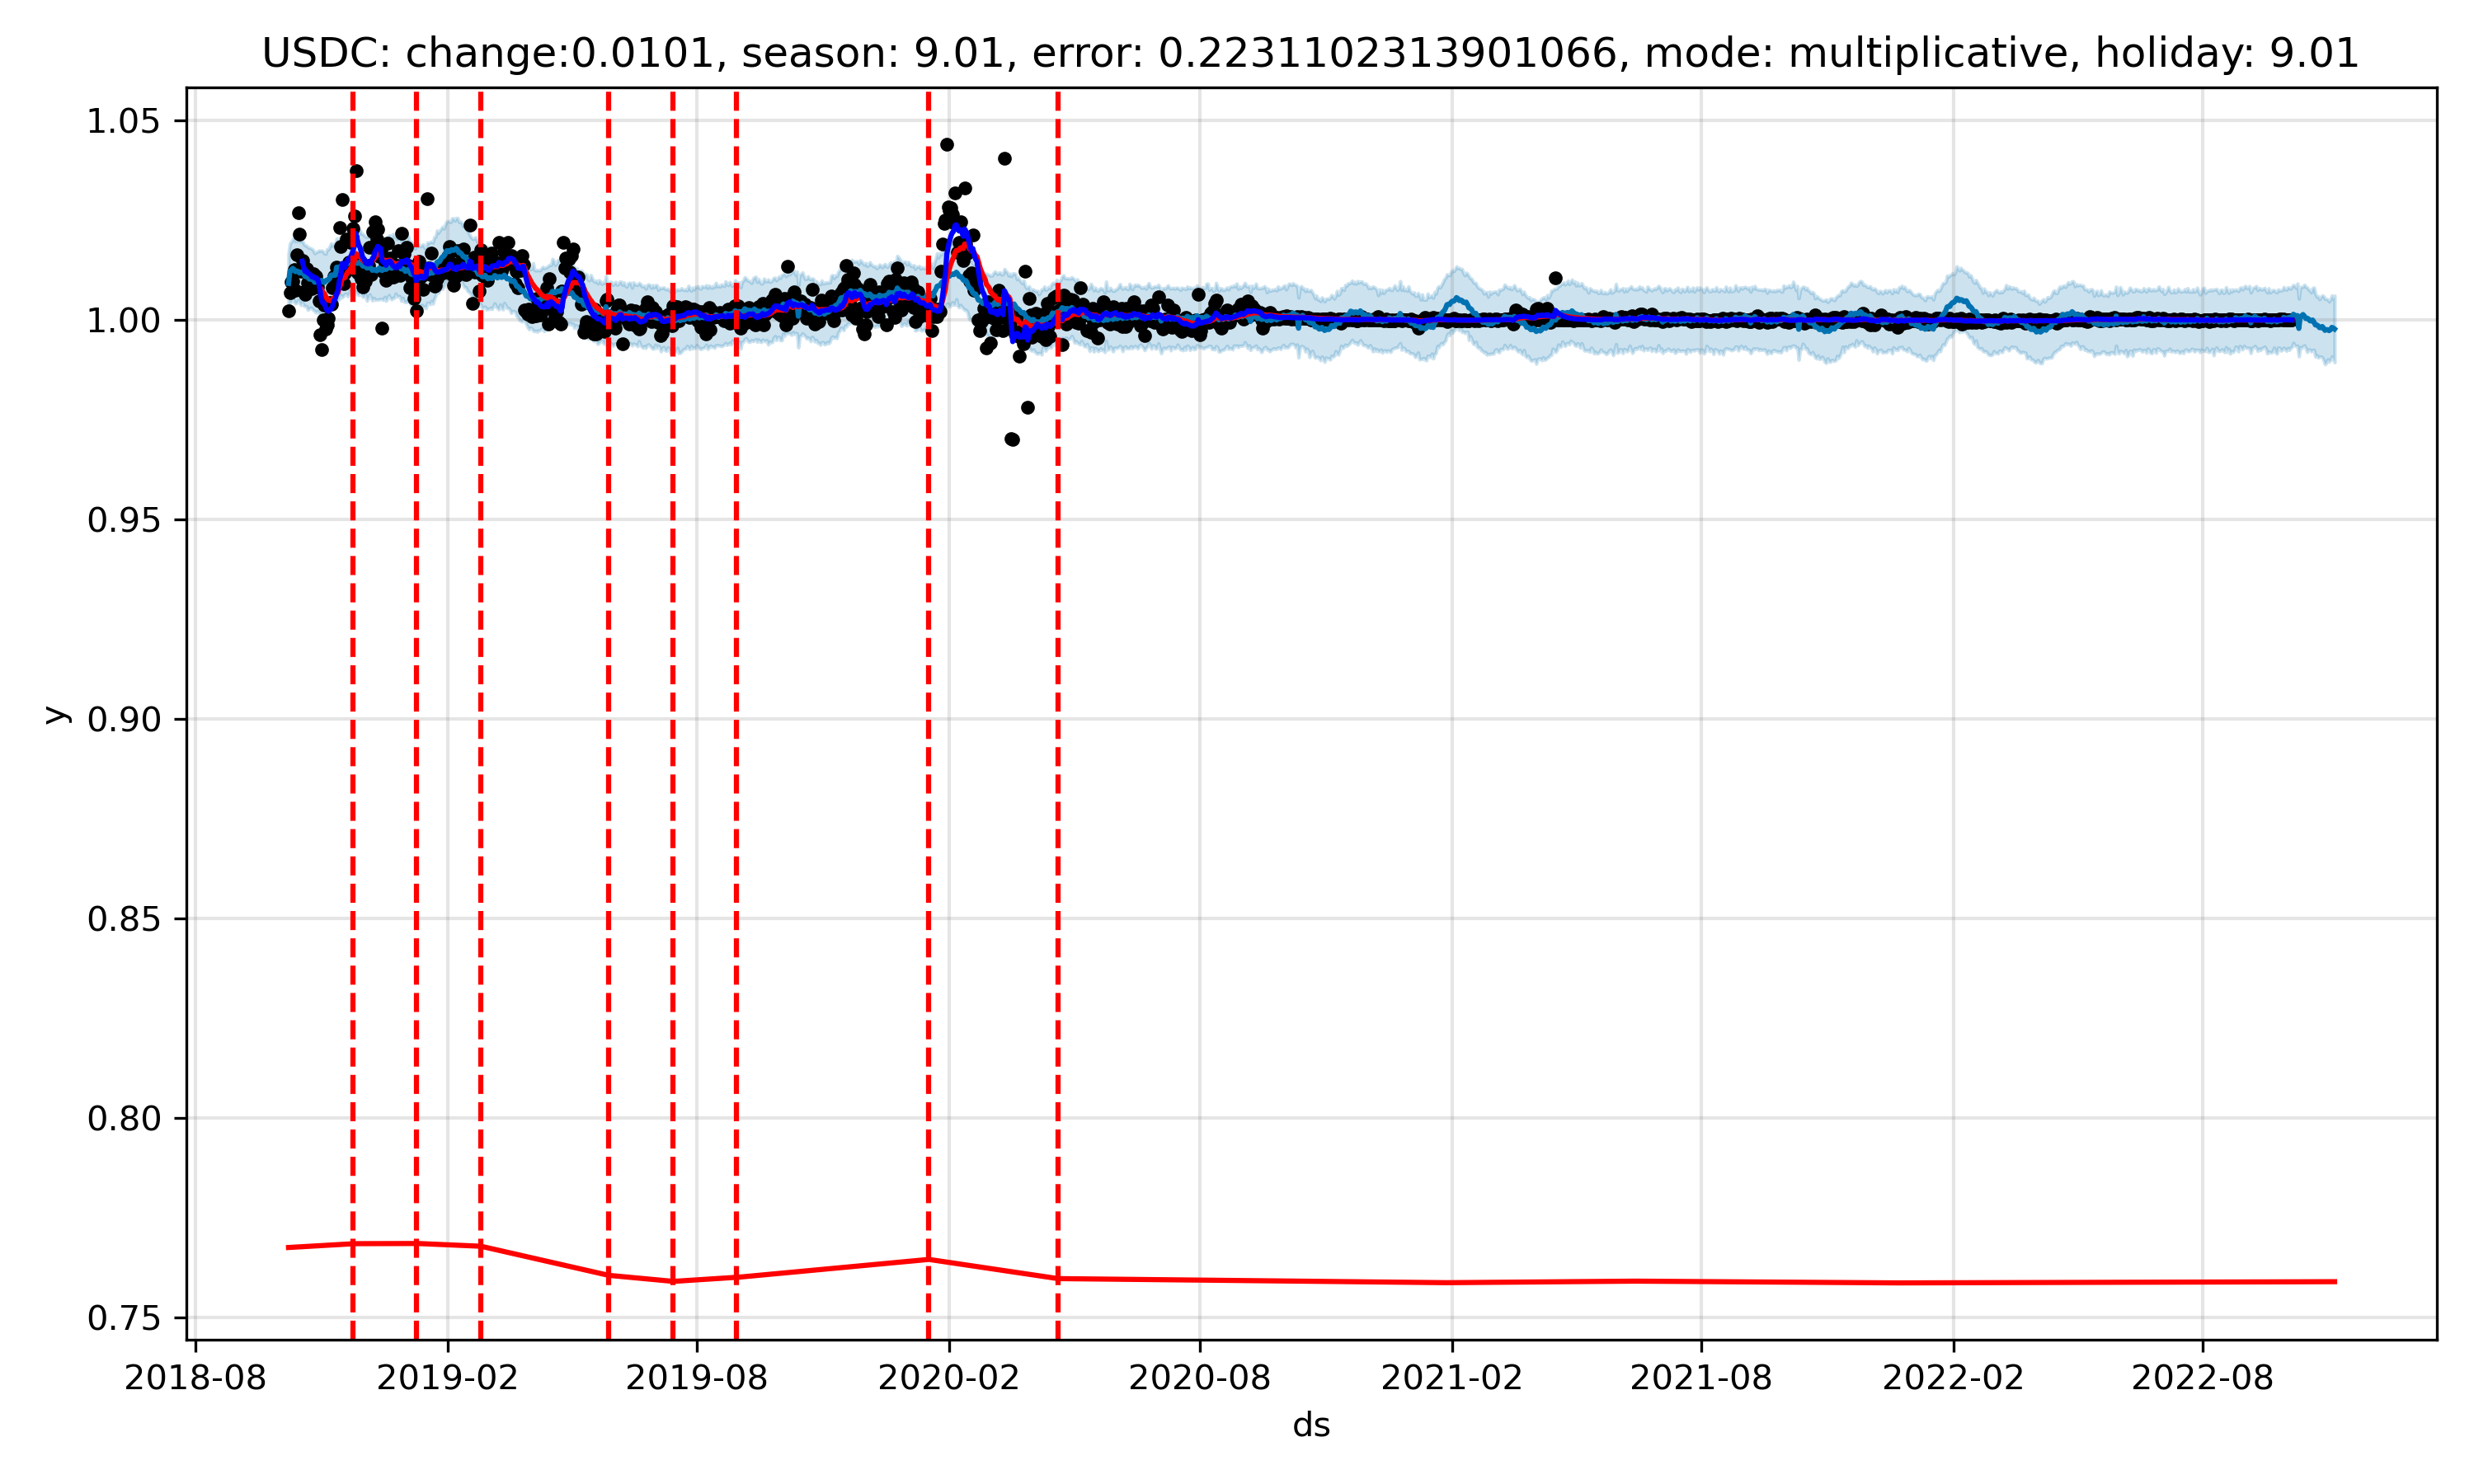 USDC: change:0.0101, season: 9.01, error: 0.2231102313901066, mode: multiplicative, holiday: 9.01
1.05
1.00
0.95
0.90
0.85
0.80
0.75
y
2018-08 2019-02 2019-08 2020-02 2020-08 2021-02 2021-08 2022-02 2022-08
ds